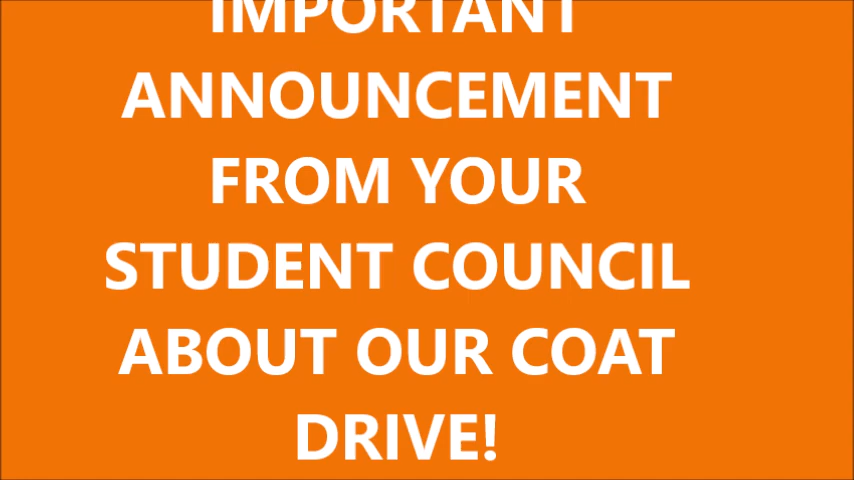 IMPORTANT
ANNOUNCEMENT
FROM YOUR
STUDENT COUNCIL
ABOUT OUR COAT
DRIVE!